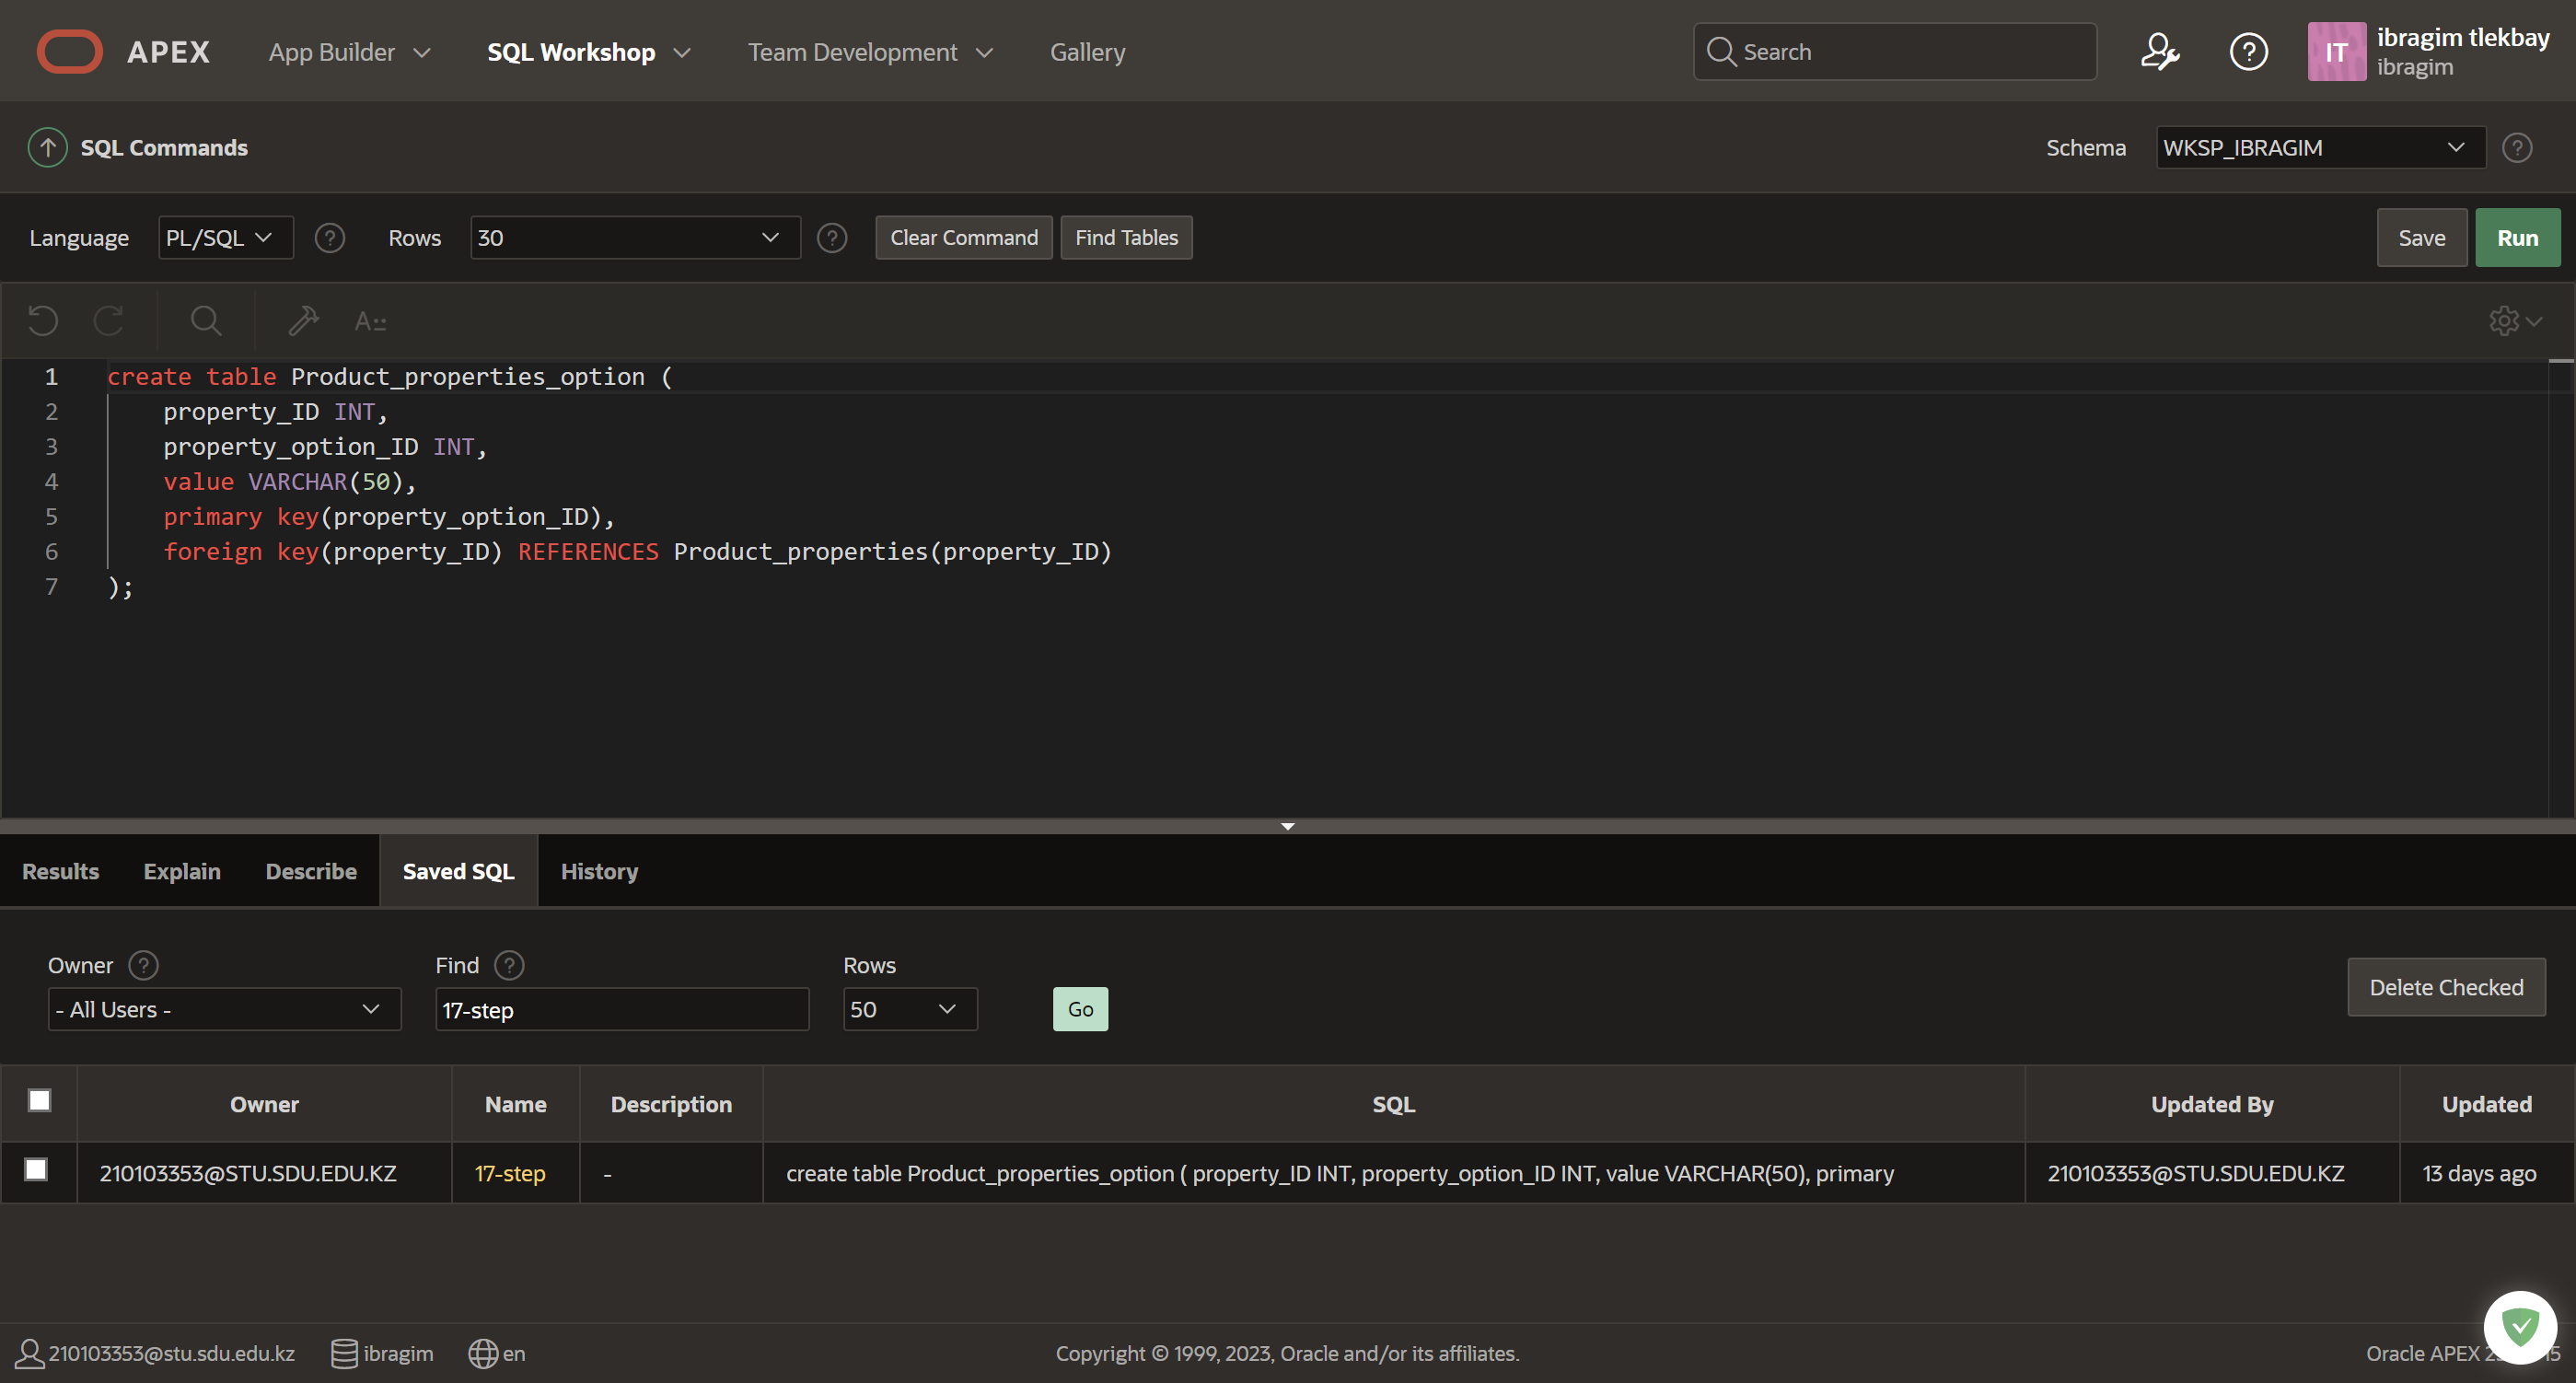 APEX App Builder SQL Workshop Team Development Gallery Search IT ibragim tlekbay
ibragim
SQL Commands Schema WKSP_IBRAGIM
Language PL/SQL Rows 30 Clear Command Find Tables Save Run
1 create table Product_properties_option (
2 property_ID INT,
3 property_option_ID INT,
4 value VARCHAR(50),
5 primary key(property_option_ID),
6 foreign key(property_ID) REFERENCES Product_properties(property_ID)
7 );
Results Explain Describe Saved SQL History
Owner Find Rows
- All Users - 17-step 50 Go Delete Checked
Owner Name Description SQL Updated By Updated
210103353@STU.SDU.EDU.KZ 17-step - create table Product_properties_option ( property_ID INT, property_option_ID INT, value VARCHAR(50), primary 210103353@STU.SDU.EDU.KZ 13 days ago
210103353@stu.sdu.edu.kz ibragim en Copyright © 1999, 2023, Oracle and/or its affiliates. Oracle APEX